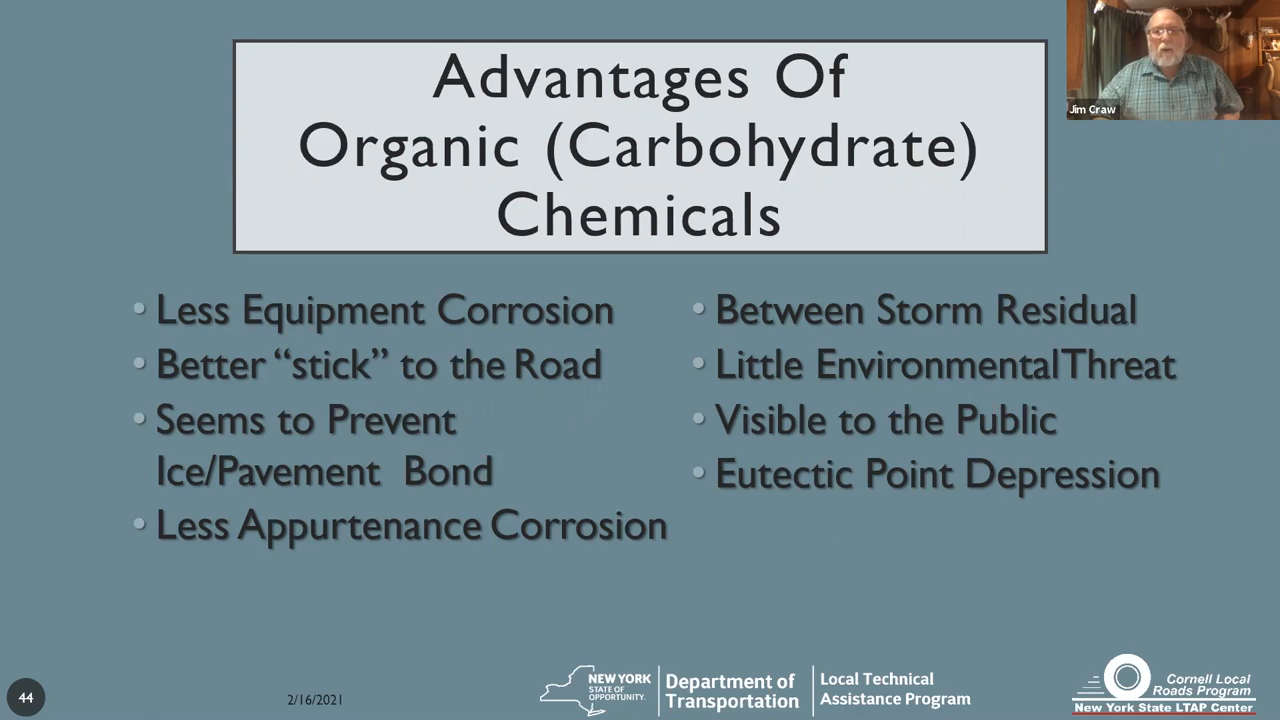 Advantages Of
Organic (Carbohydrate)
Chemicals
Jim Craw
• Less Equipment Corrosion
• Better “stick” to the Road
• Seems to Prevent
Ice/Pavement Bond
• Less Appurtenance Corrosion
• Between Storm Residual
• Little Environmental Threat
• Visible to the Public
• Eutectic Point Depression
44
2/16/2021
NEW YORK
STATE OF
OPPORTUNITY.
Department of
Transportation
Local Technical
Assistance Program
Cornell Local
Roads Program
New York State LTAP Center